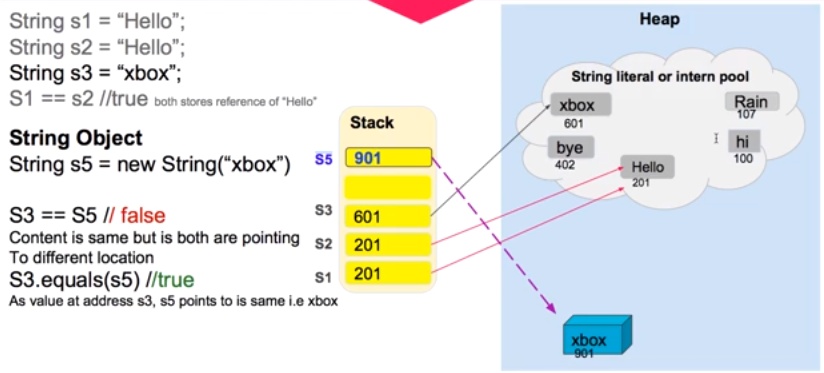 String s1 = “Hello”;
String s2 = “Hello”;
String s3 = “xbox”;
S1 == s2 //true both stores reference of “Hello”
String Object
String s5 = new String(“xbox”)
S3 == S5 // false
Content is same but is both are pointing
To different location
S3.equals(s5) //true
As value at address s3, s5 points to is same i.e xbox
Stack
S5 901
S3 601
S2 201
S1 201
Heap
String literal or intern pool
xbox
601
Rain
107
bye
402
hi
100
Hello
201
xbox
901